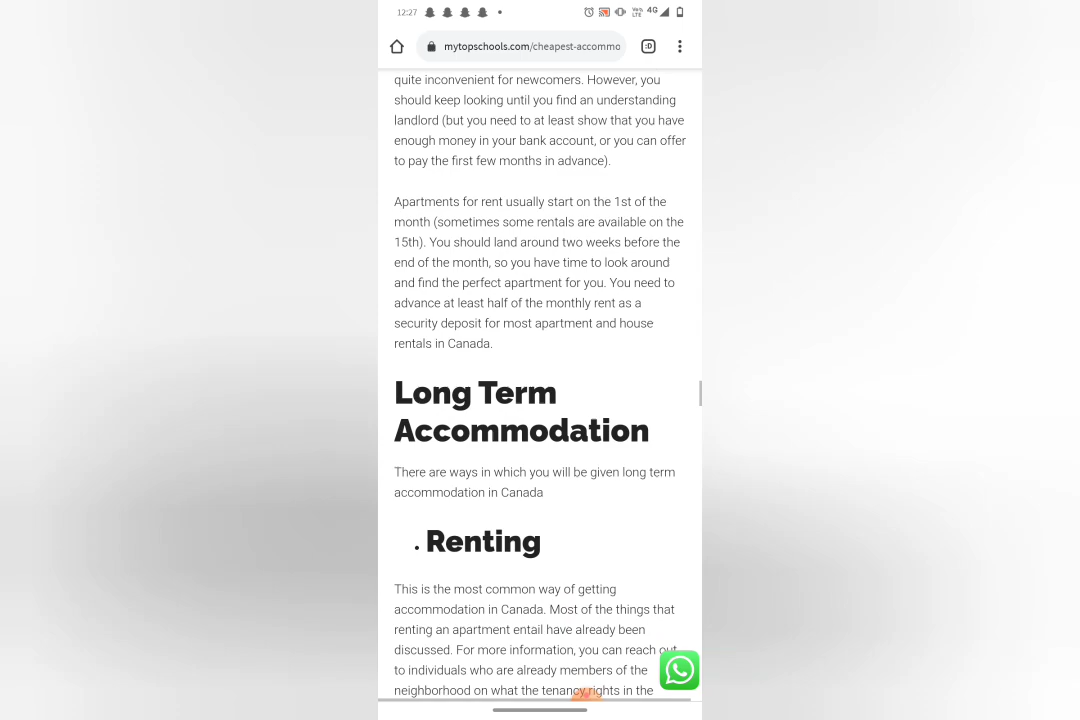 12:27
VoLTE
4G
mytopschools.com/cheapest-accommo
:D
quite inconvenient for newcomers. However, you
should keep looking until you find an understanding
landlord (but you need to at least show that you have
enough money in your bank account, or you can offer
to pay the first few months in advance).
Apartments for rent usually start on the 1st of the
month (sometimes some rentals are available on the
15th). You should land around two weeks before the
end of the month, so you have time to look around
and find the perfect apartment for you. You need to
advance at least half of the monthly rent as a
security deposit for most apartment and house
rentals in Canada.
Long Term
Accommodation
There are ways in which you will be given long term
accommodation in Canada
• Renting
This is the most common way of getting
accommodation in Canada. Most of the things that
renting an apartment entail have already been
discussed. For more information, you can reach out
to individuals who are already members of the
neighborhood on what the tenancy rights in the